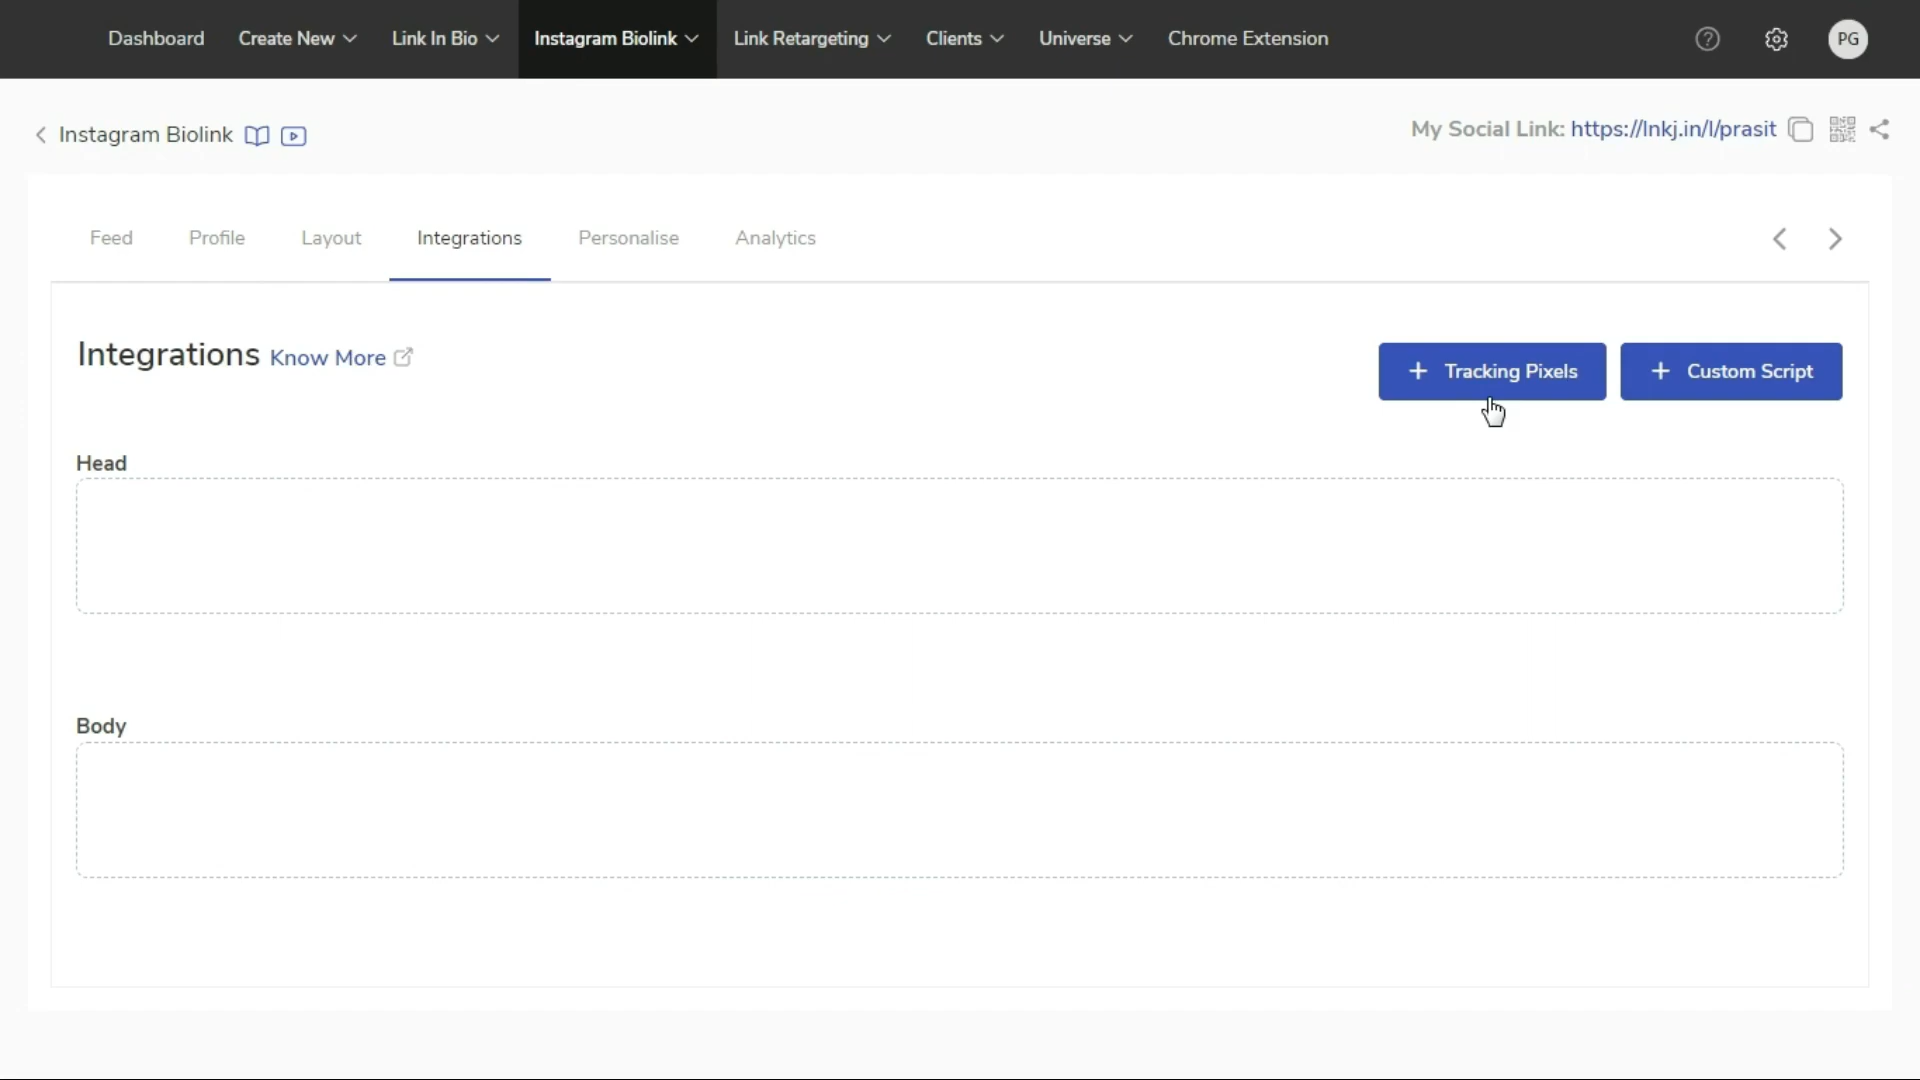 Dashboard Create New Link In Bio Instagram Biolink Link Retargeting Clients Universe Chrome Extension PG
Instagram Biolink My Social Link: https://lnkj.in/l/prasit
Feed Profile Layout Integrations Personalise Analytics
Integrations Know More + Tracking Pixels + Custom Script
Head
Body